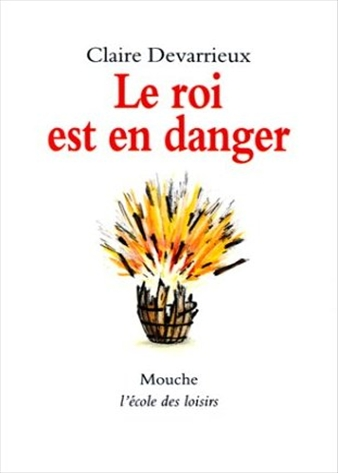 Claire Devarrieux
Le roi
est en danger
Mouche
l'école des loisirs